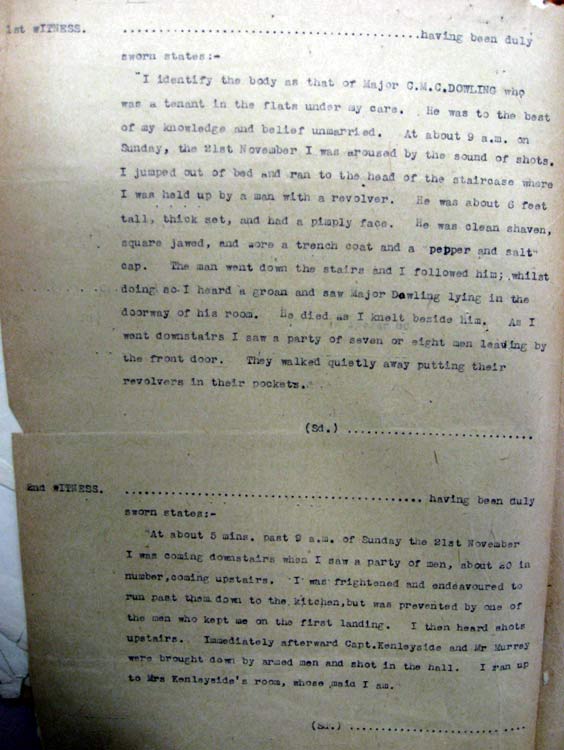 1st wITNESS. ........................................having been duly
sworn states:-
"I identify the body as that of Major C.M.C.DOWLING who
was a tenant in the flats under my care. He was to the best
of my knowledge and belief unmarried. At about 9 a.m. on
Sunday, the 21st November I was aroused by the sound of shots.
I jumped out of bed and ran to the head of the staircase where
I was held up by a man with a revolver. He was about 6 feet
tall, thick set, and had a pimply face. He was clean shaven,
square jawed, and wore a trench coat and a "pepper and salt"
cap. The man went down the stairs and I followed him; whilst
doing so I heard a groan and saw Major Dowling lying in the
doorway of his room. He died as I knelt beside him. As I
went downstairs I saw a party of seven or eight men leaving by
the front door. They walked quietly away putting their
revolvers in their pockets."
(Sd.) ...........................
2nd wITNESS. ........................................... having been duly
sworn states:-
"At about 5 mins. past 9 a.m. of Sunday the 21st November
I was coming downstairs when I saw a party of men, about 20 in
number,coming upstairs. I was frightened and endeavoured to
run past them down to the kitchen,but was prevented by one of
the men who kept me on the first landing. I then heard shots
upstairs. Immediately afterward Capt.Kenleyside and Mr Murray
were brought down by armed men and shot in the hall. I ran up
to Mrs Kenleyside's room, whose maid I am.
(Sd.) ...........................